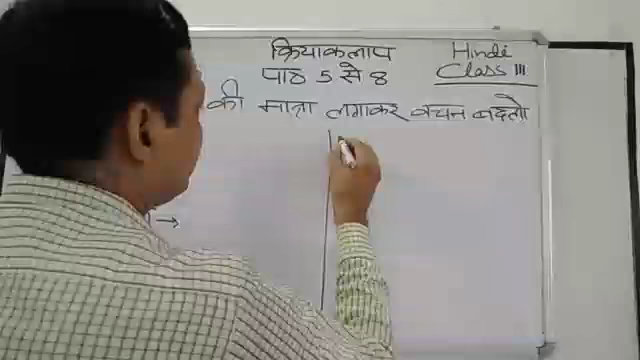 क्रियाकलाप
पाठ 5 से 8
Hindi
Class III
की मात्रा लगाकर वचन बदलो
→